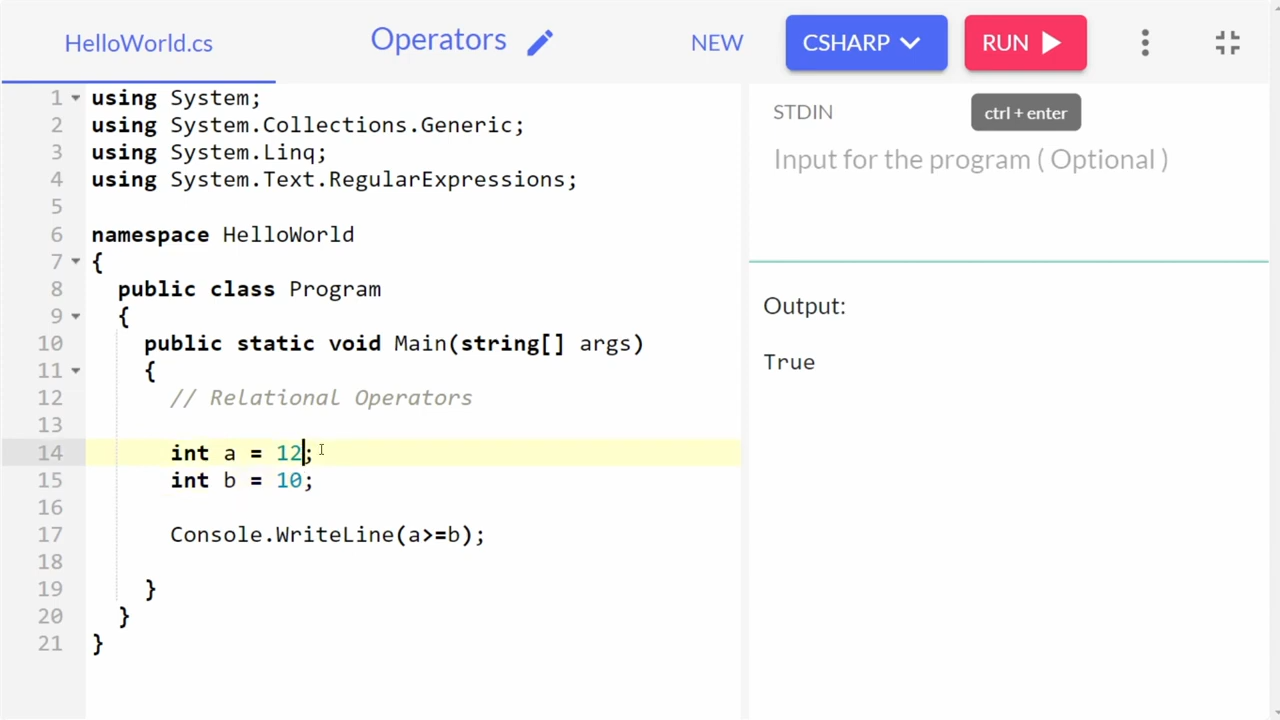 HelloWorld.cs Operators NEW CSHARP RUN
ctrl + enter
1 using System;
2 using System.Collections.Generic;
3 using System.Linq;
4 using System.Text.RegularExpressions;
5
6 namespace HelloWorld
7 {
8 public class Program
9 {
10 public static void Main(string[] args)
11 {
12 // Relational Operators
13
14 int a = 12;
15 int b = 10;
16
17 Console.WriteLine(a>=b);
18
19 }
20 }
21 }
STDIN
Input for the program ( Optional )
Output:
True